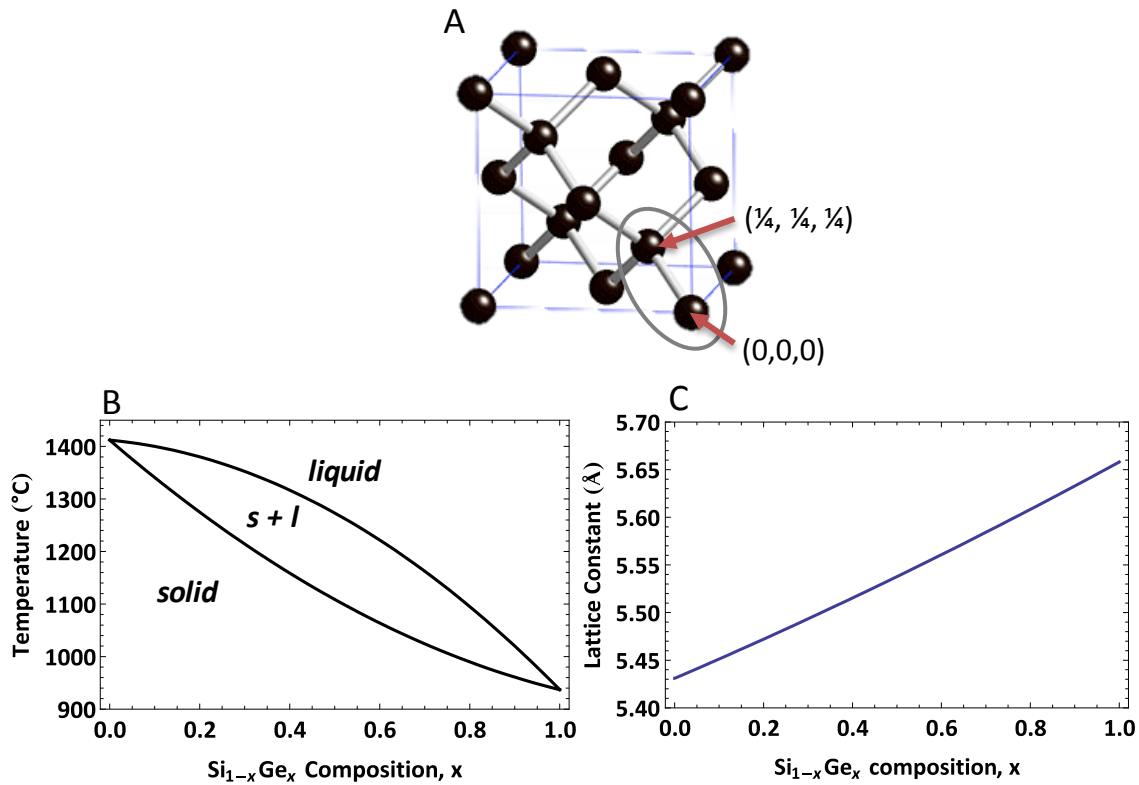 A
(¼, ¼, ¼)
(0,0,0)
B
Temperature (°C)
1400
1300
1200
1100
1000
900
liquid
s + l
solid
0.0 0.2 0.4 0.6 0.8 1.0
Si1−xGex Composition, x
C
Lattice Constant (Å)
5.70
5.65
5.60
5.55
5.50
5.45
5.40
0.0 0.2 0.4 0.6 0.8 1.0
Si1−xGex composition, x